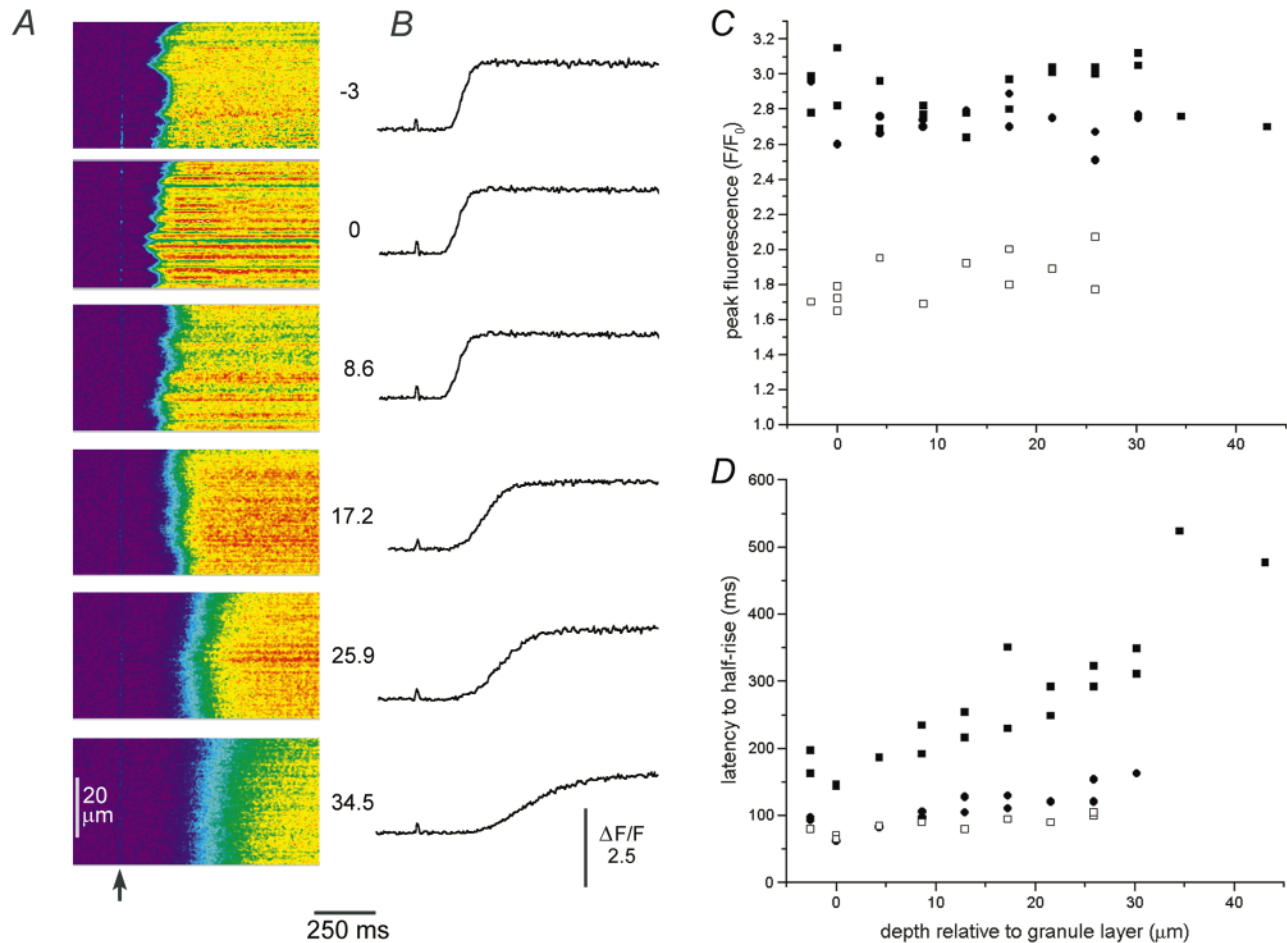 A
B
C
D
-3
0
8.6
17.2
25.9
34.5
20
µm
250 ms
ΔF/F
2.5
peak fluorescence (F/F0)
3.2
3.0
2.8
2.6
2.4
2.2
2.0
1.8
1.6
1.4
1.2
1.0
0 10 20 30 40
latency to half-rise (ms)
600
500
400
300
200
100
0
0 10 20 30 40
depth relative to granule layer (µm)